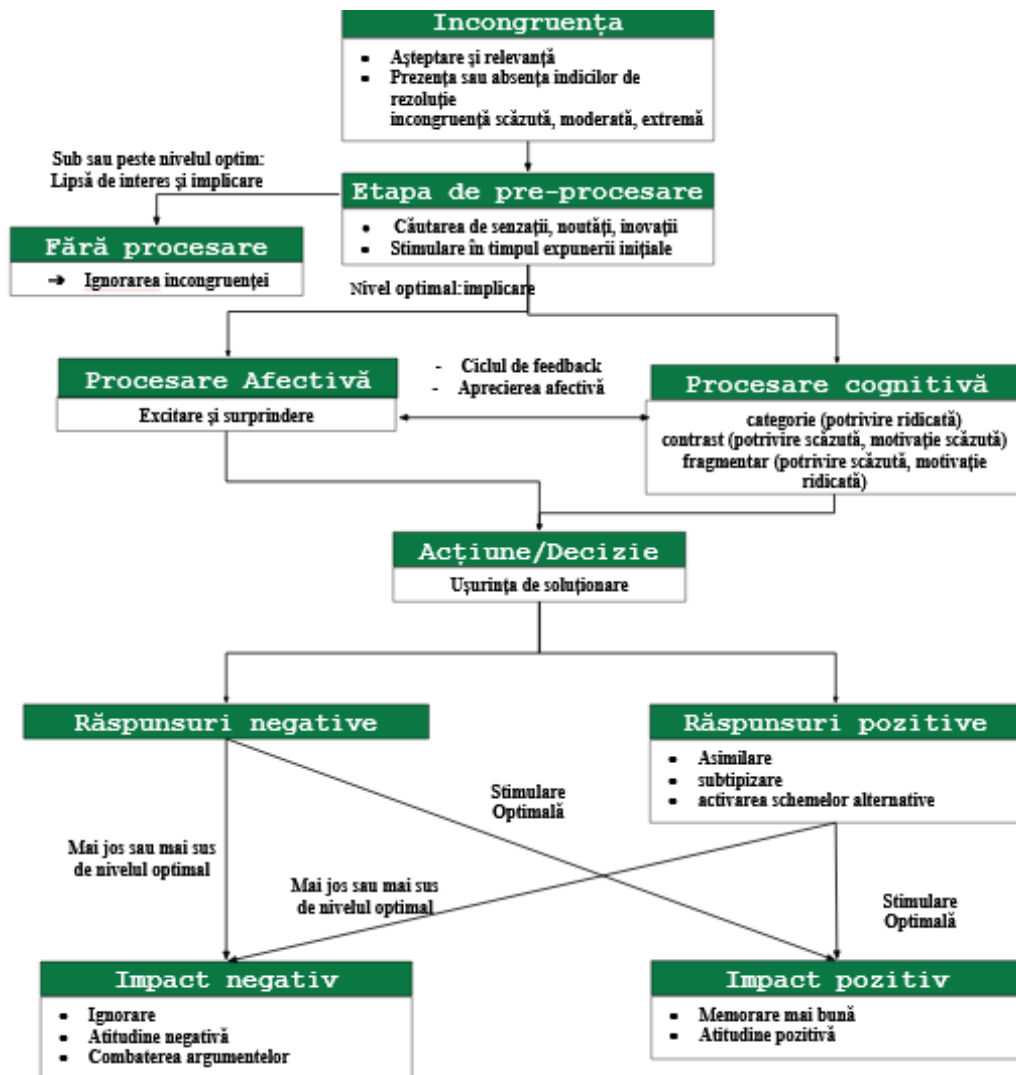 Incongruența
• Așteptare și relevanță
• Prezența sau absența indicilor de
rezoluție
incongruență scăzută, moderată, extremă
Sub sau peste nivelul optim:
Lipsă de interes și implicare
Etapa de pre-procesare
• Căutarea de senzații, noutăți, inovații
• Stimulare în timpul expunerii inițiale
Fără procesare
➔ Ignorarea incongruenței
Nivel optimal:implicare
Procesare Afectivă
Excitare și surprindere
- Ciclul de feedback
- Aprecierea afectivă
Procesare cognitivă
categorie (potrivire ridicată)
contrast (potrivire scăzută, motivație scăzută)
fragmentar (potrivire scăzută, motivație
ridicată)
Acțiune/Decizie
Ușurința de soluționare
Răspunsuri negative
Răspunsuri pozitive
• Asimilare
• subtipizare
• activarea schemelor alternative
Stimulare
Optimală
Mai jos sau mai sus
de nivelul optimal
Mai jos sau mai sus
de nivelul optimal
Stimulare
Optimală
Impact negativ
• Ignorare
• Atitudine negativă
• Combaterea argumentelor
Impact pozitiv
• Memorare mai bună
• Atitudine pozitivă